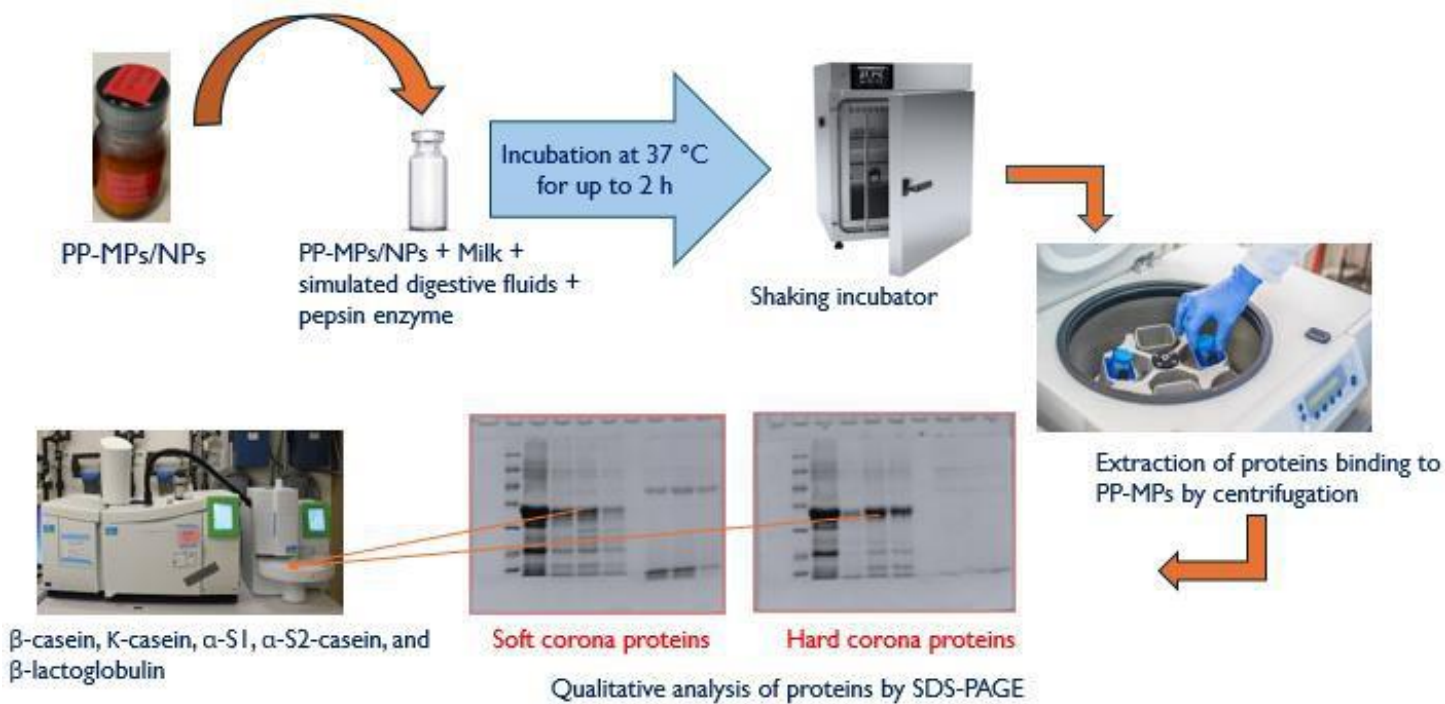 PP-MPs/NPs
PP-MPs/NPs + Milk +
simulated digestive fluids +
pepsin enzyme
Incubation at 37 °C
for up to 2 h
Shaking incubator
Extraction of proteins binding to
PP-MPs by centrifugation
Soft corona proteins
Hard corona proteins
Qualitative analysis of proteins by SDS-PAGE
β-casein, K-casein, α-S1, α-S2-casein, and
β-lactoglobulin